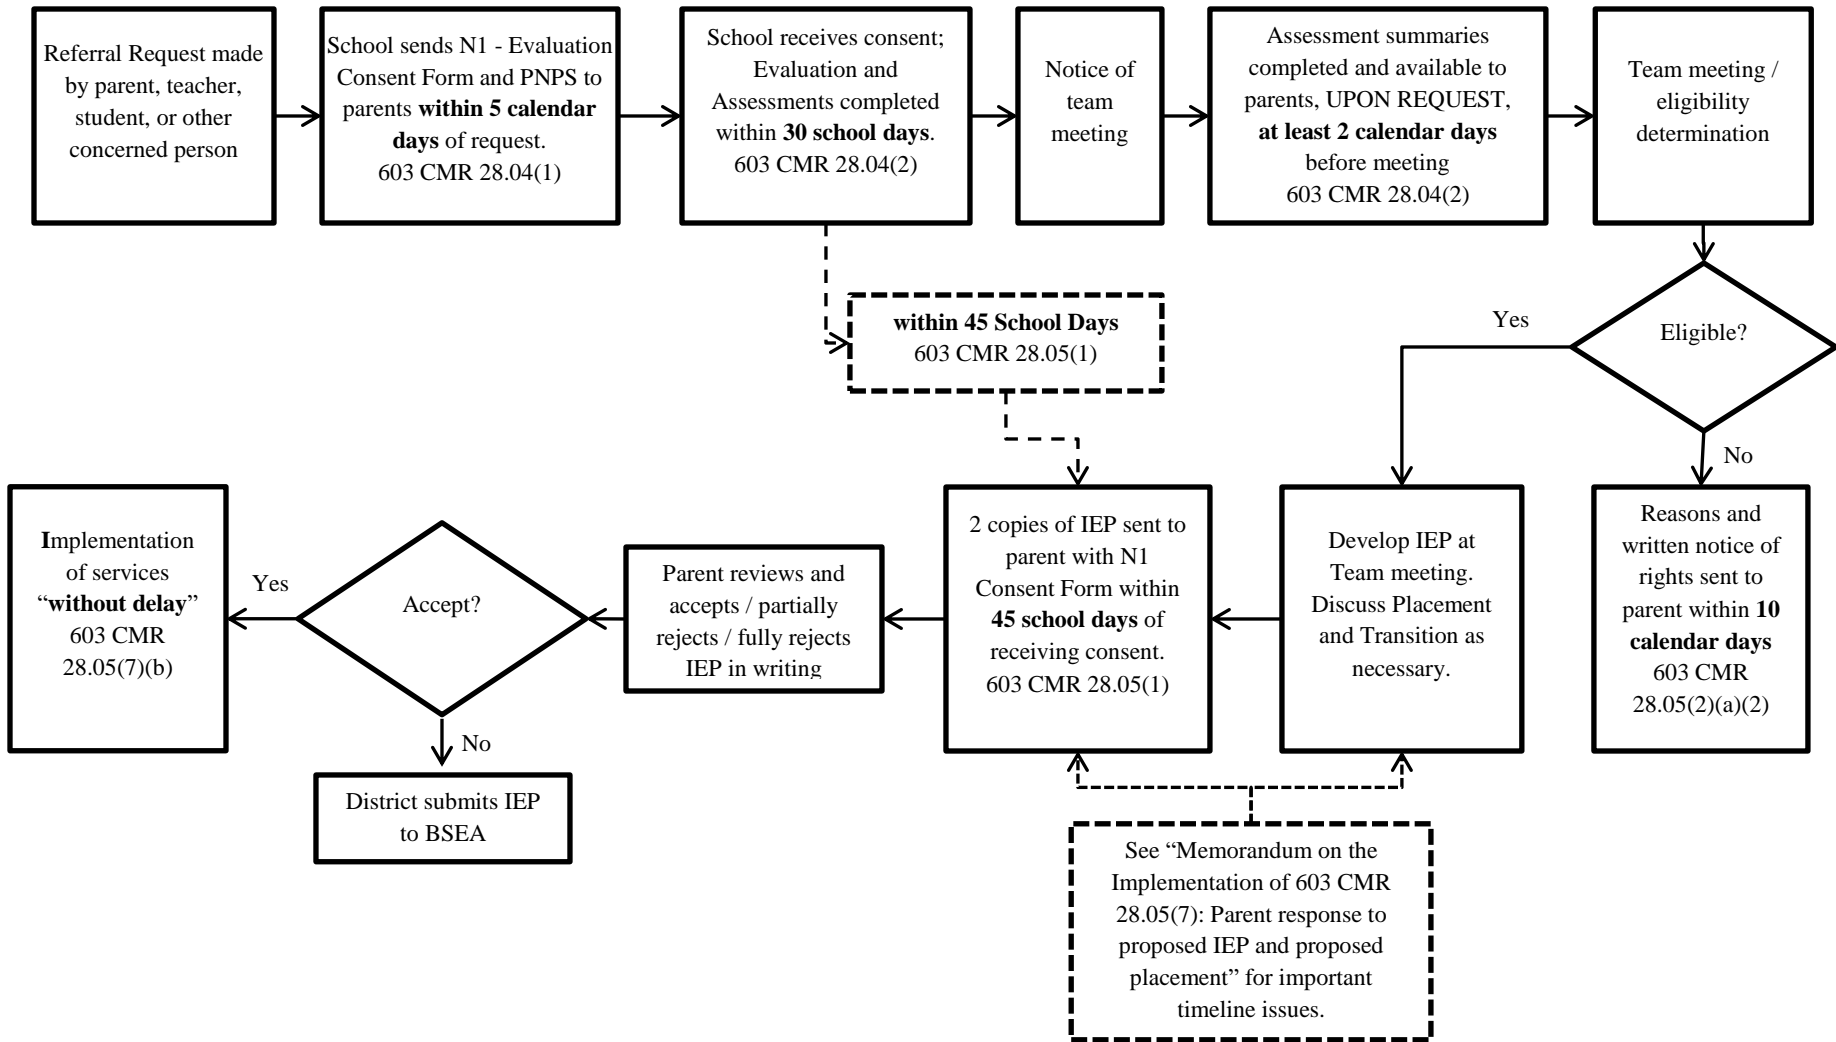 Referral Request made
by parent, teacher,
student, or other
concerned person
School sends N1 - Evaluation
Consent Form and PNPS to
parents within 5 calendar
days of request.
603 CMR 28.04(1)
School receives consent;
Evaluation and
Assessments completed
within 30 school days.
603 CMR 28.04(2)
Notice of
team
meeting
Assessment summaries
completed and available to
parents, UPON REQUEST,
at least 2 calendar days
before meeting
603 CMR 28.04(2)
Team meeting /
eligibility
determination
within 45 School Days
603 CMR 28.05(1)
Yes
Eligible?
No
Implementation
of services
“without delay”
603 CMR
28.05(7)(b)
Yes
Accept?
No
Parent reviews and
accepts / partially
rejects / fully rejects
IEP in writing
2 copies of IEP sent to
parent with N1
Consent Form within
45 school days of
receiving consent.
603 CMR 28.05(1)
Develop IEP at
Team meeting.
Discuss Placement
and Transition as
necessary.
Reasons and
written notice of
rights sent to
parent within 10
calendar days
603 CMR
28.05(2)(a)(2)
District submits IEP
to BSEA
See “Memorandum on the
Implementation of 603 CMR
28.05(7): Parent response to
proposed IEP and proposed
placement” for important
timeline issues.